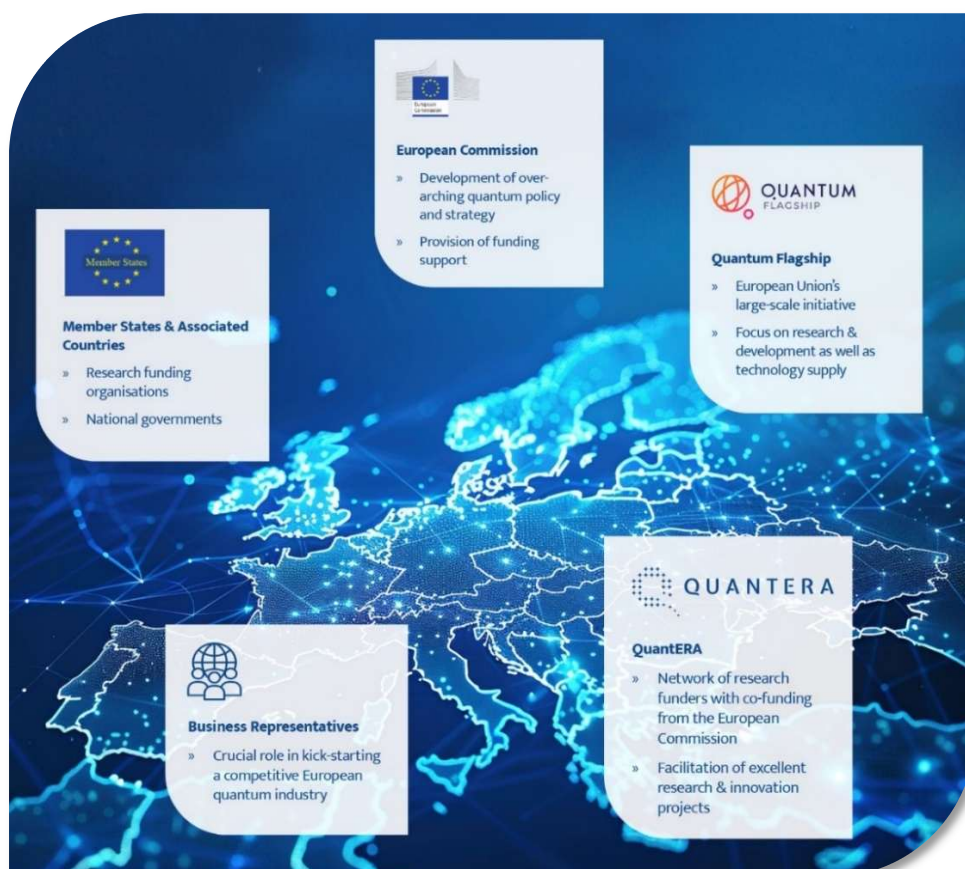 European
Commission
European Commission
» Development of over-
arching quantum policy
and strategy
» Provision of funding
support
QUANTUM
FLAGSHIP
Quantum Flagship
» European Union's
large-scale initiative
» Focus on research &
development as well as
technology supply
Member States
Member States & Associated
Countries
» Research funding
organisations
» National governments
QUANTERA
QuantERA
» Network of research
funders with co-funding
from the European
Commission
» Facilitation of excellent
research & innovation
projects
Business Representatives
» Crucial role in kick-starting
a competitive European
quantum industry